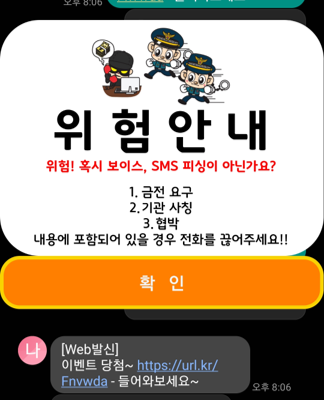 오후 8:06
위험안내
위험! 혹시 보이스, SMS 피싱이 아닌가요?
1. 금전 요구
2.기관 사칭
3.협박
내용에 포함되어 있을 경우 전화를 끊어주세요!!
확 인
나
[Web발신]
이벤트 당첨~ https://url.kr/
Fnvwda - 들어와보세요~
오후 8:06